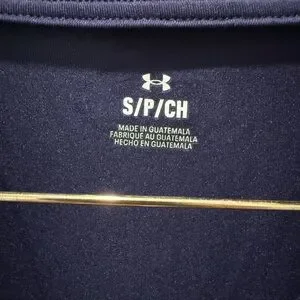 S/P/CH
MADE IN GUATEMALA
FABRIQUÉ AU GUATEMALA
HECHO EN GUATEMALA